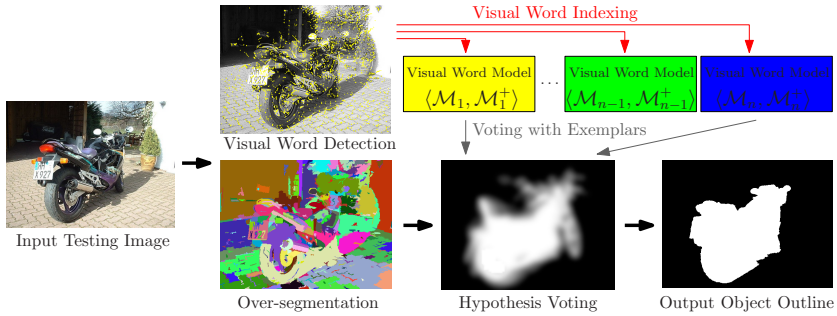 Visual Word Indexing
Visual Word Model
⟨M₁, M₁⁺⟩
...
Visual Word Model
⟨Mₙ₋₁, Mₙ₋₁⁺⟩
Visual Word Model
⟨Mₙ, Mₙ⁺⟩
Visual Word Detection
Voting with Exemplars
X 927
Input Testing Image
Over-segmentation
Hypothesis Voting
Output Object Outline